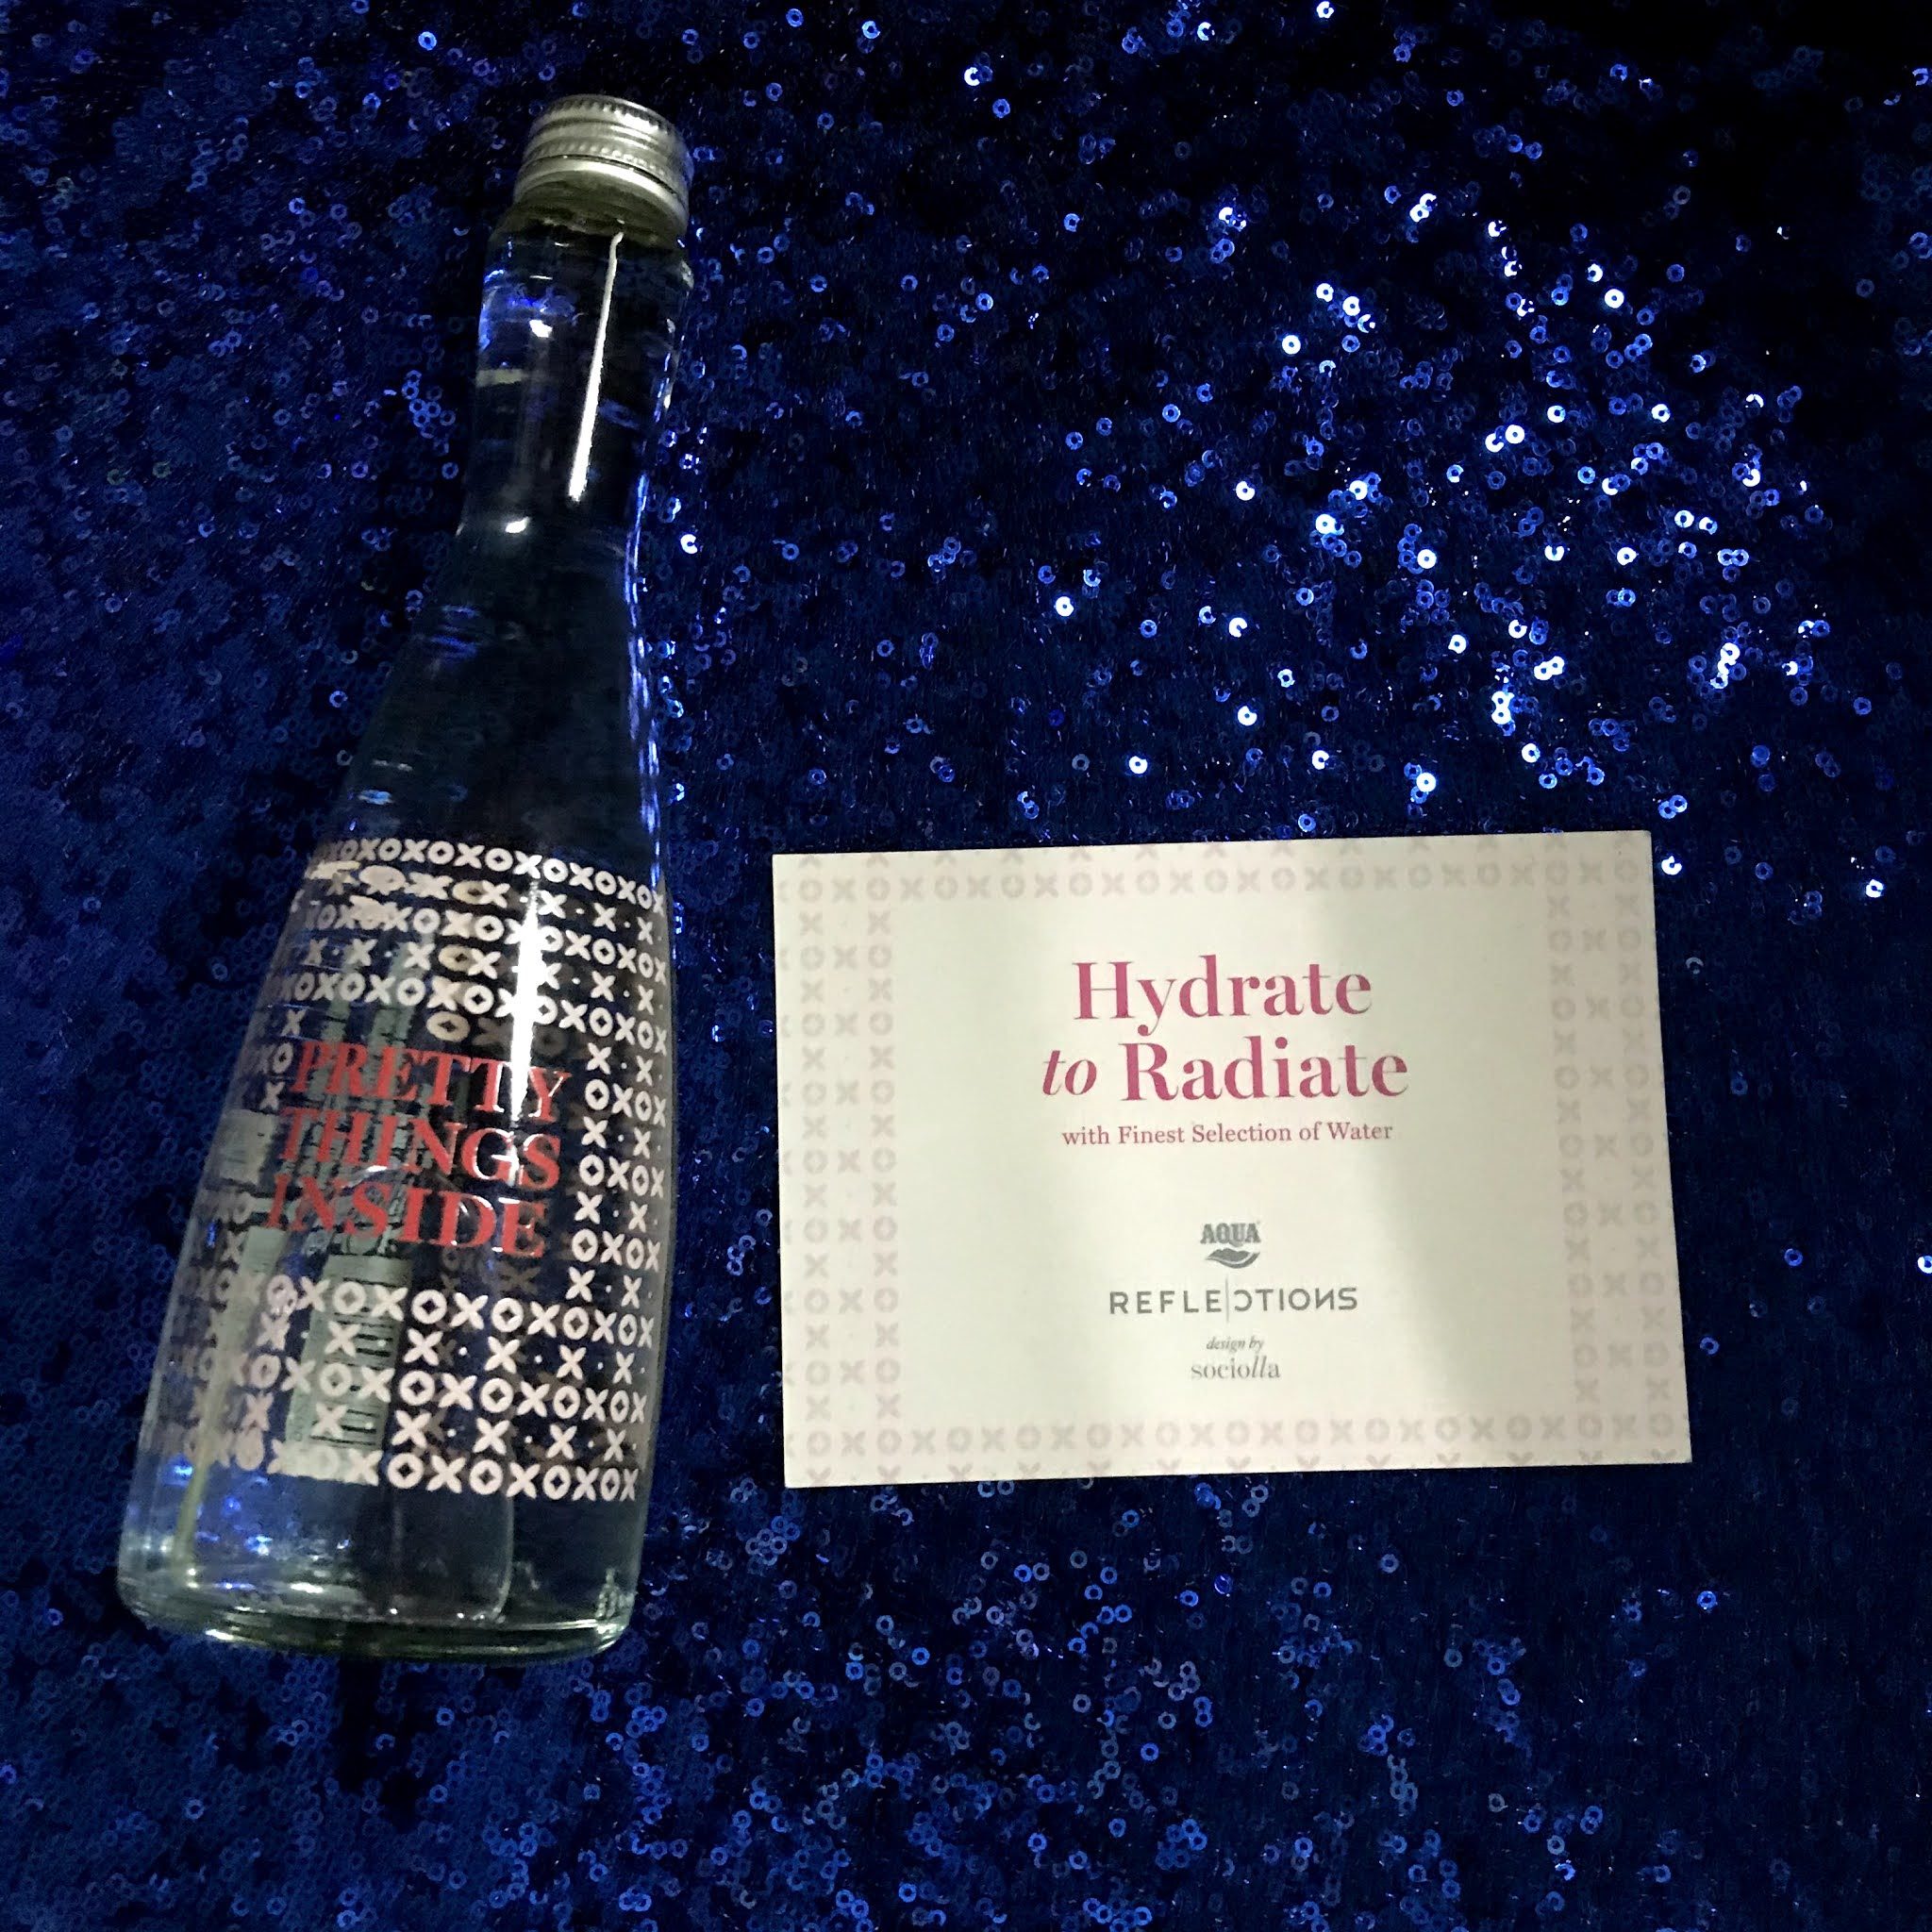 PRETTY
THINGS
INSIDE
Hydrate
to Radiate
with Finest Selection of Water
AQUA
REFLECTIONS
design by
sociolla